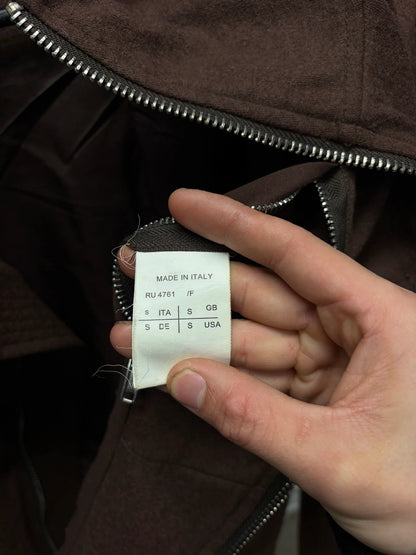 MADE IN ITALY
RU 4761 /F
S ITA S GB
S DE S USA